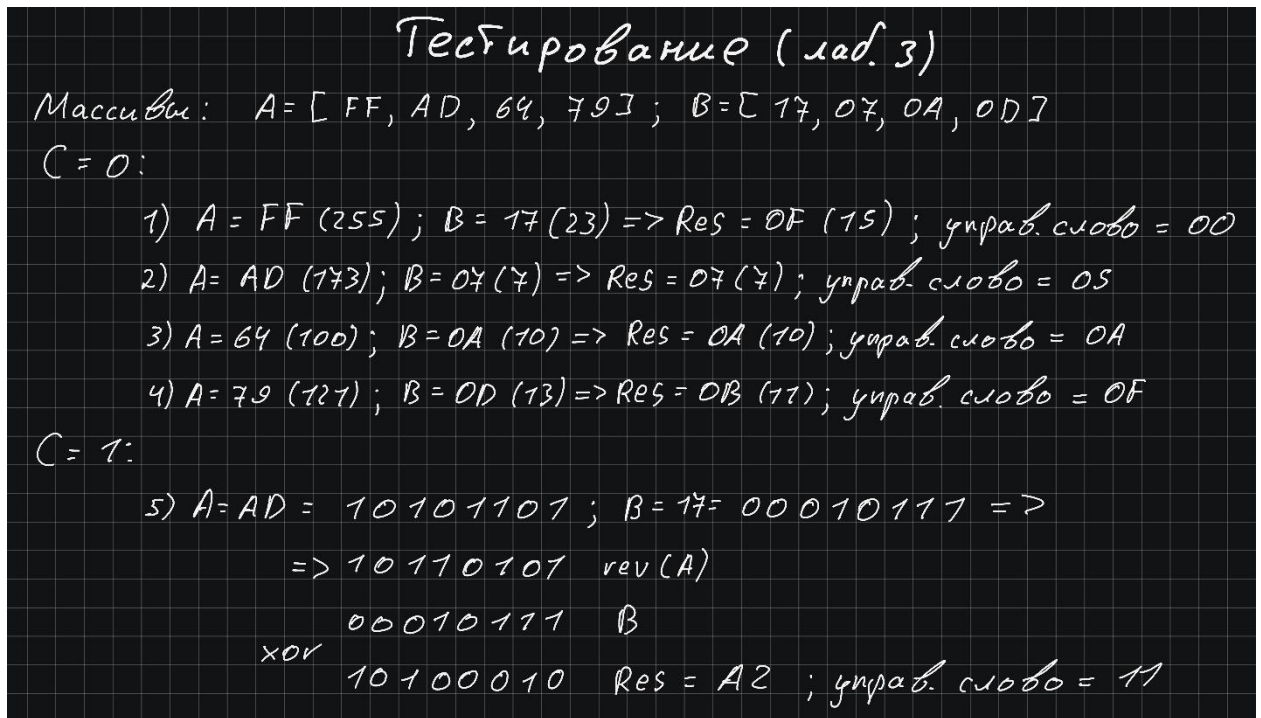 Тестирование (лаб. 3)
Массивы: A = [FF, AD, 64, 79]; B = [17, 07, 0A, 0D]
C = 0:
1) A = FF (255); B = 17 (23) => Res = 0F (15); управ. слово = 00
2) A = AD (173); B = 07 (7) => Res = 07 (7); управ. слово = 05
3) A = 64 (100); B = 0A (10) => Res = 0A (10); управ. слово = 0A
4) A = 79 (121); B = 0D (13) => Res = 0B (11); управ. слово = 0F
C = 1:
5) A = AD = 10101101; B = 17 = 00010111 =>
=> 10110101 rev(A)
00010111 B
xor
10100010 Res = A2 ; управ. слово = 11